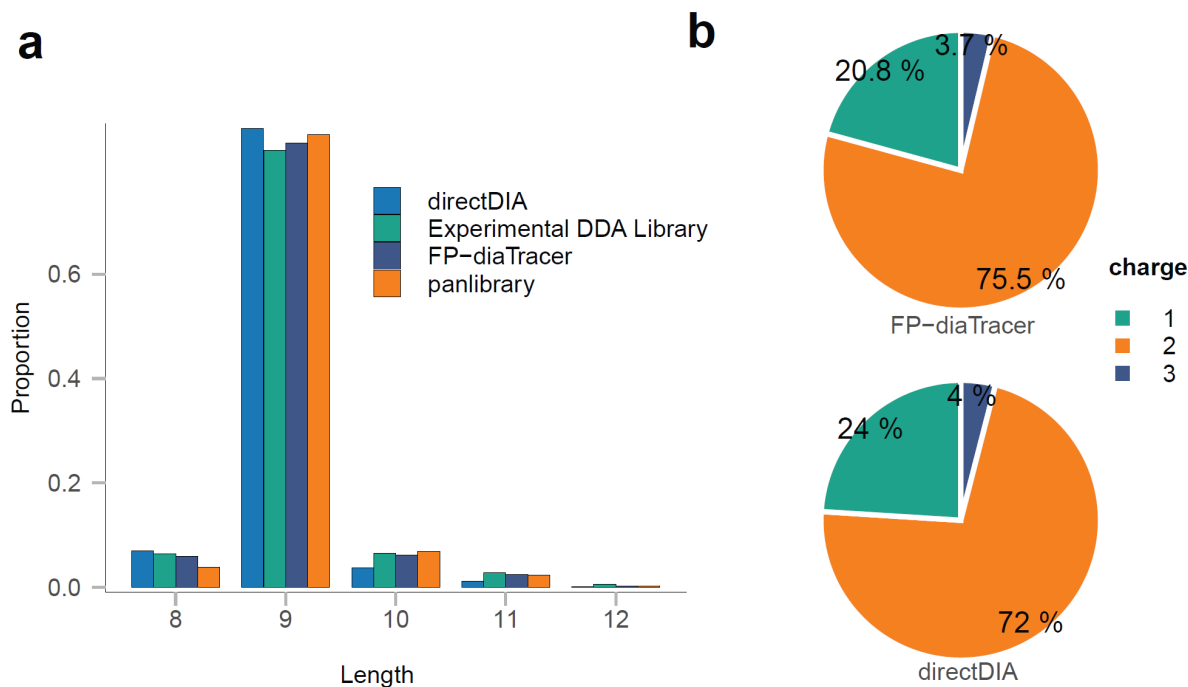 a
directDIA
Experimental DDA Library
FP−diaTracer
panlibrary
0.6
0.4
0.2
0.0
Proportion
8 9 10 11 12
Length
b
3.7 %
20.8 %
75.5 %
FP−diaTracer
charge
1
2
3
4 %
24 %
72 %
directDIA